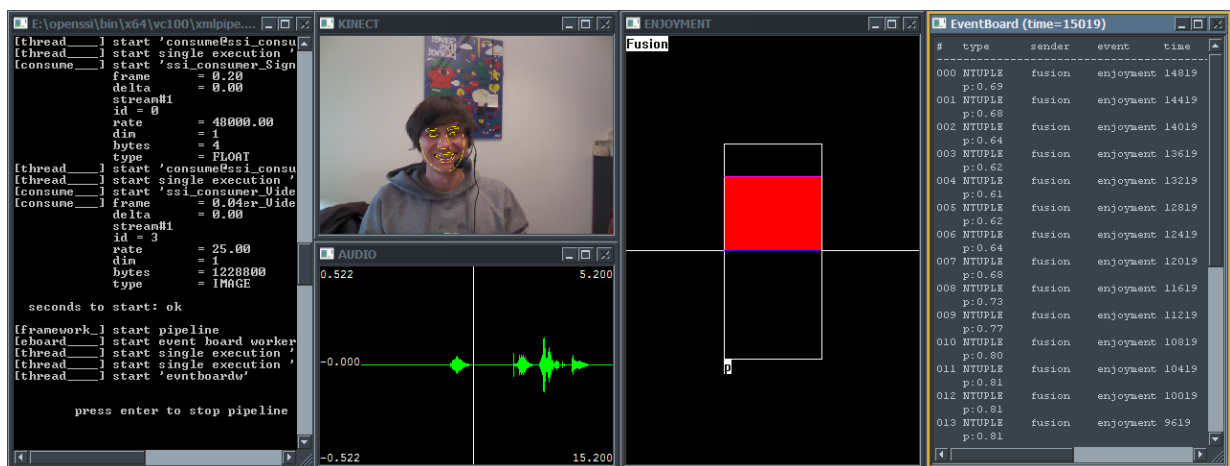 E:\openssi\bin\x64\vc100\xmlpipe....
[thread____] start 'consume@ssi_consu
[thread____] start single execution '
[consume___] start 'ssi_consumer_Sign
frame = 0.20
delta = 0.00
stream#1
id = 0
rate = 48000.00
dim = 1
bytes = 4
type = FLOAT
[thread____] start 'consume@ssi_consu
[thread____] start single execution '
[consume___] start 'ssi_consumer_Vide
[consume___] frame = 0.04er_Vide
delta = 0.00
stream#1
id = 3
rate = 25.00
dim = 1
bytes = 1228800
type = IMAGE
seconds to start: ok
[framework_] start pipeline
[eboard____] start event board worker
[thread____] start single execution '
[thread____] start single execution '
[thread____] start 'evntboardw'
press enter to stop pipeline
KINECT
AUDIO
0.522 5.200
-0.000
-0.522 15.200
ENJOYMENT
Fusion
p
EventBoard (time=15019)
# type sender event time
000 NTUPLE fusion enjoyment 14819
p:0.69
001 NTUPLE fusion enjoyment 14419
p:0.68
002 NTUPLE fusion enjoyment 14019
p:0.64
003 NTUPLE fusion enjoyment 13619
p:0.62
004 NTUPLE fusion enjoyment 13219
p:0.61
005 NTUPLE fusion enjoyment 12819
p:0.62
006 NTUPLE fusion enjoyment 12419
p:0.64
007 NTUPLE fusion enjoyment 12019
p:0.68
008 NTUPLE fusion enjoyment 11619
p:0.73
009 NTUPLE fusion enjoyment 11219
p:0.77
010 NTUPLE fusion enjoyment 10819
p:0.80
011 NTUPLE fusion enjoyment 10419
p:0.81
012 NTUPLE fusion enjoyment 10019
p:0.81
013 NTUPLE fusion enjoyment 9619
p:0.81